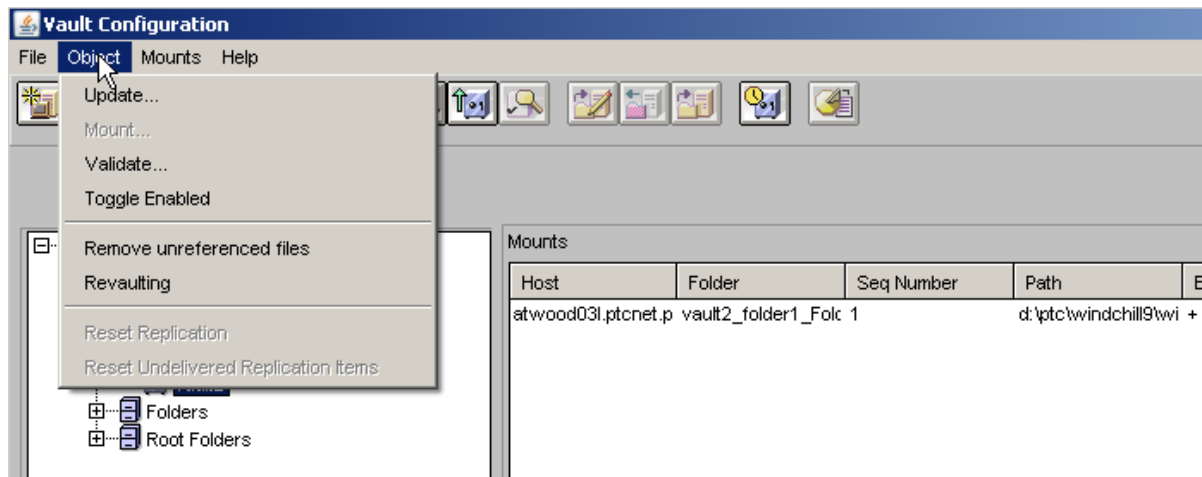 Vault Configuration
File Object Mounts Help
Update...
Mount...
Validate...
Toggle Enabled
Remove unreferenced files
Revaulting
Reset Replication
Reset Undelivered Replication Items
Folders
Root Folders
Mounts
Host Folder Seq Number Path E
atwood03l.ptcnet.p vault2_folder1_Folc 1 d:\ptc\windchill9\wi +